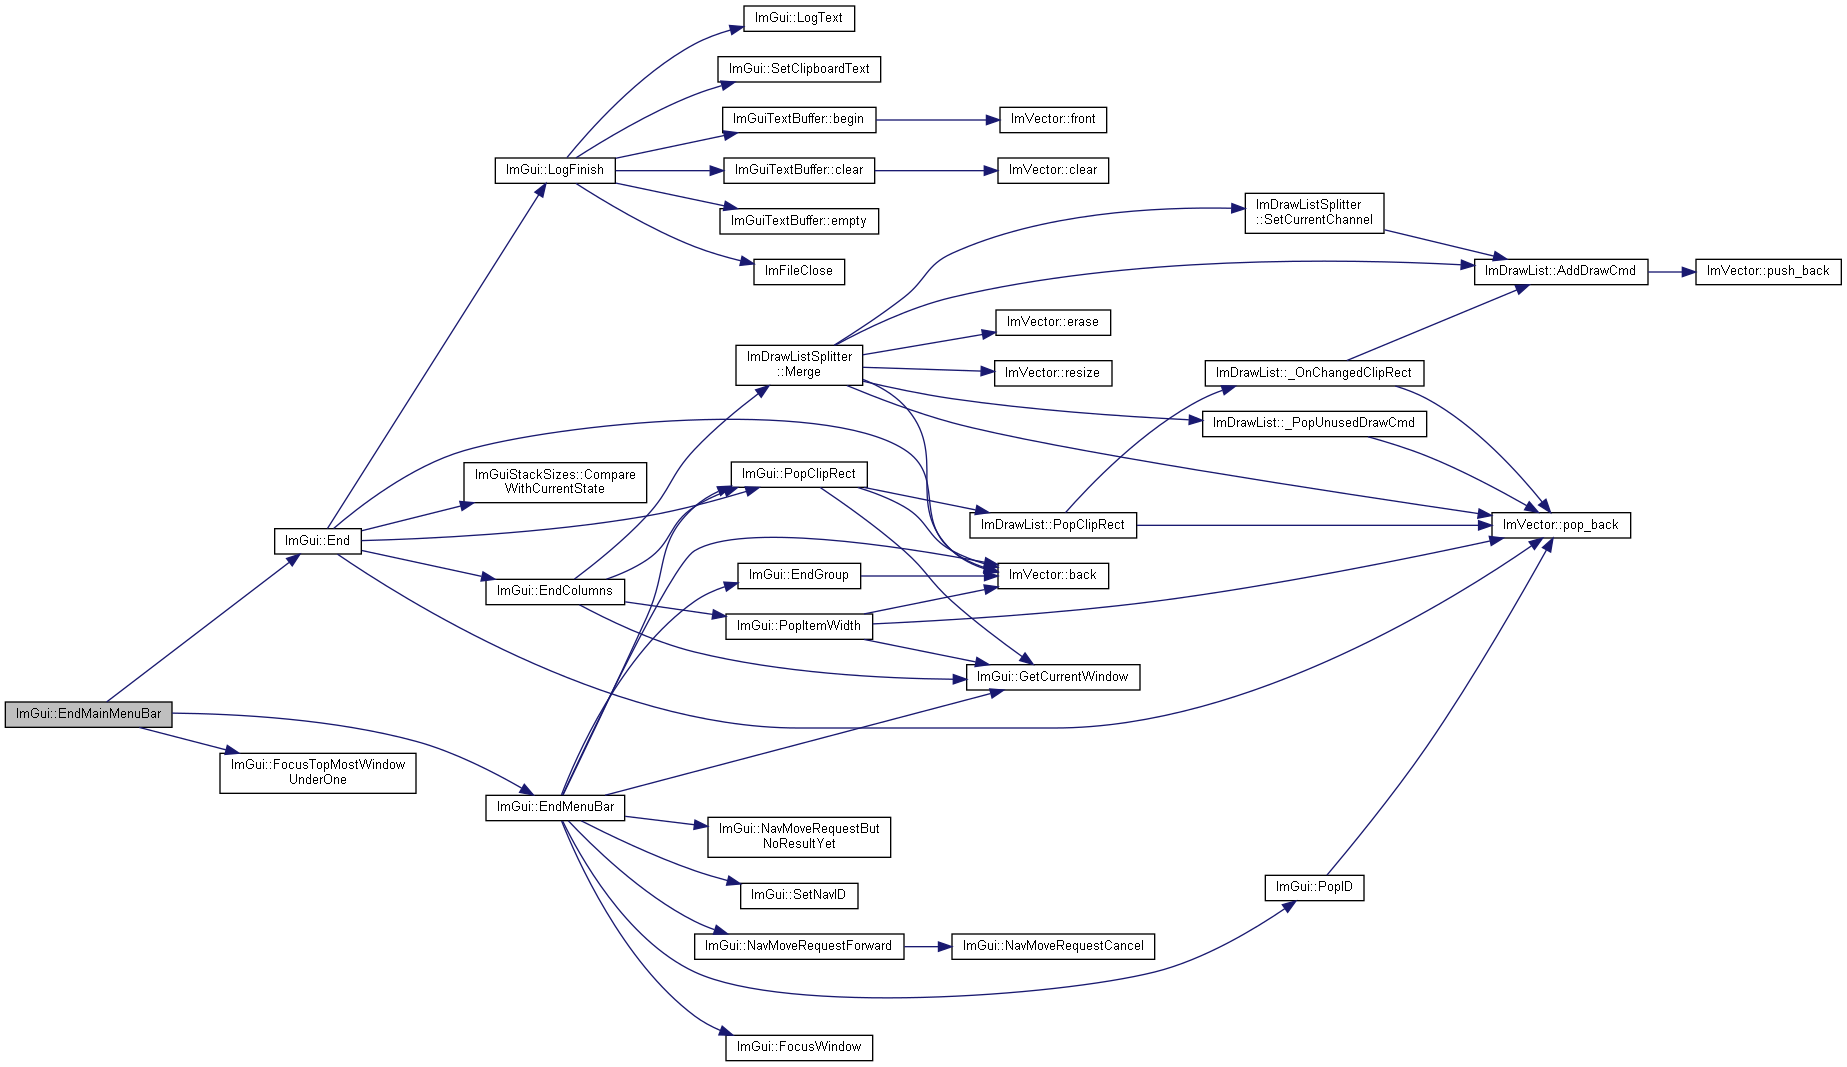 ImGui::LogText
ImGui::SetClipboardText
ImGuiTextBuffer::begin
ImVector::front
ImGui::LogFinish
ImGuiTextBuffer::clear
ImVector::clear
ImGuiTextBuffer::empty
ImDrawListSplitter
::SetCurrentChannel
ImFileClose
ImDrawList::AddDrawCmd
ImVector::push_back
ImVector::erase
ImDrawListSplitter
::Merge
ImVector::resize
ImDrawList::_OnChangedClipRect
ImDrawList::_PopUnusedDrawCmd
ImGuiStackSizes::Compare
WithCurrentState
ImGui::PopClipRect
ImGui::End
ImDrawList::PopClipRect
ImVector::pop_back
ImGui::EndGroup
ImVector::back
ImGui::EndColumns
ImGui::PopItemWidth
ImGui::GetCurrentWindow
ImGui::EndMainMenuBar
ImGui::FocusTopMostWindow
UnderOne
ImGui::EndMenuBar
ImGui::NavMoveRequestBut
NoResultYet
ImGui::SetNavID
ImGui::PopID
ImGui::NavMoveRequestForward
ImGui::NavMoveRequestCancel
ImGui::FocusWindow